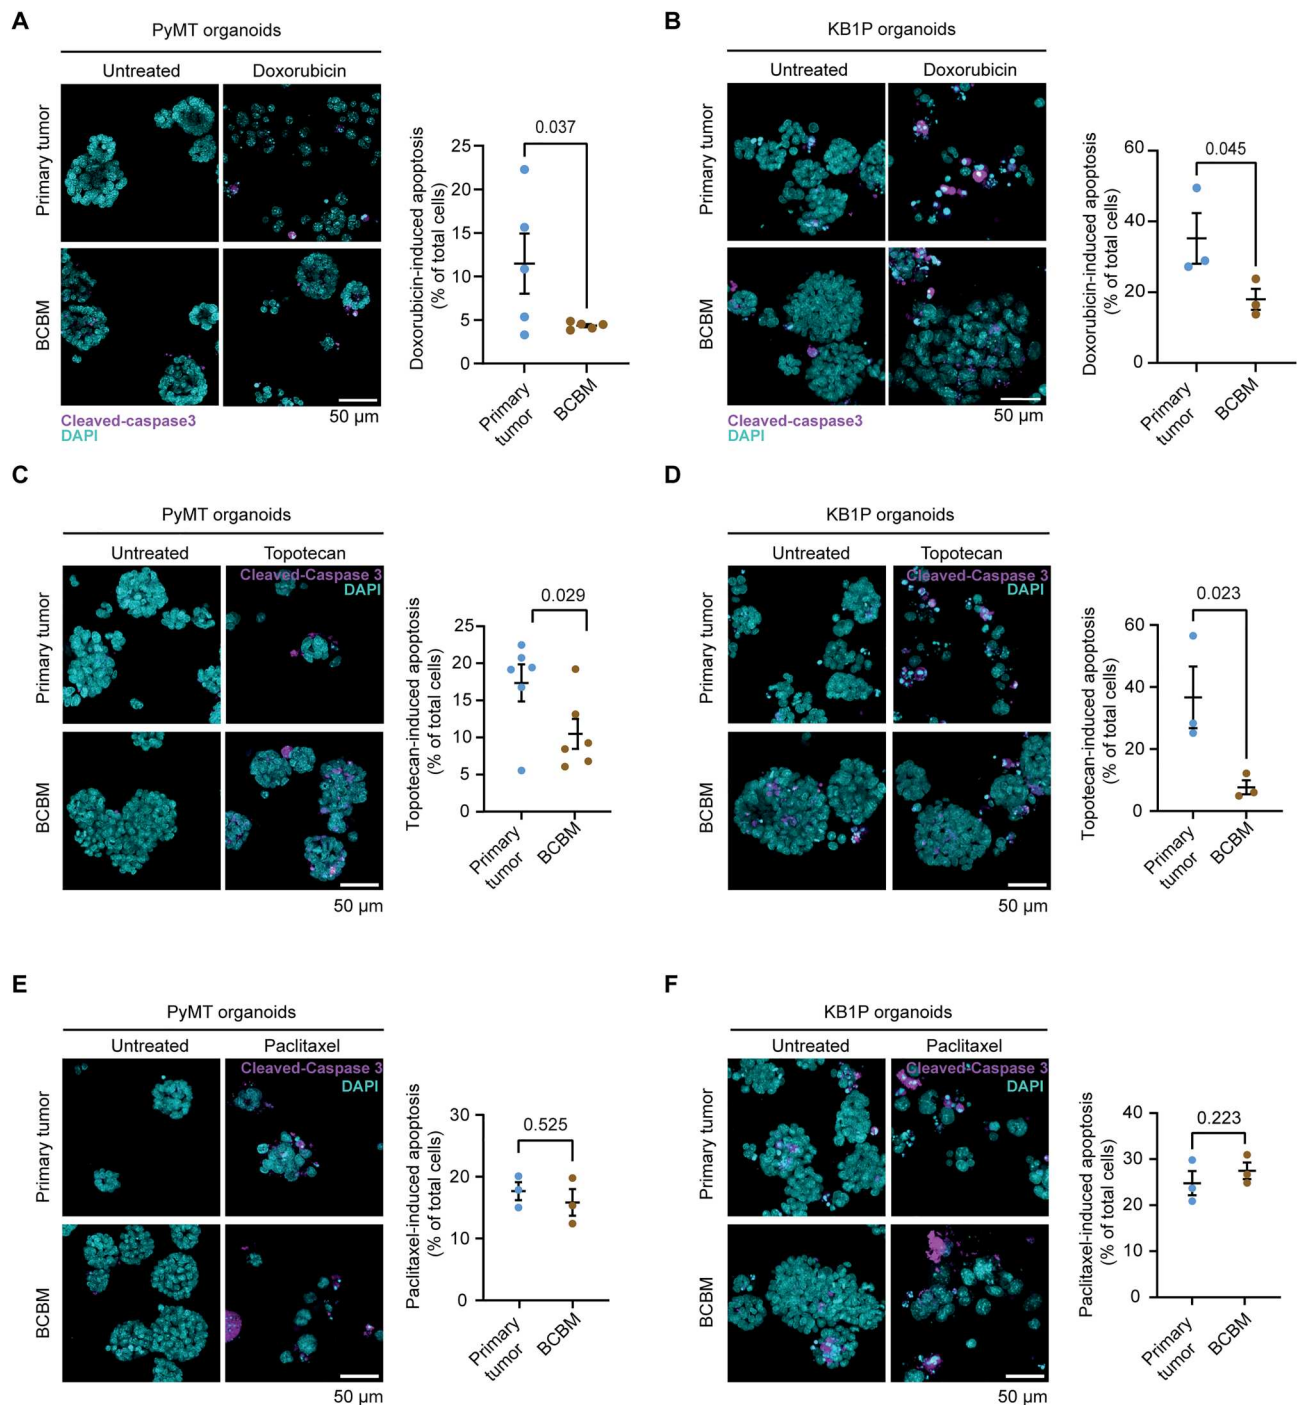 A
PyMT organoids
Untreated
Doxorubicin
Primary tumor
BCBM
Cleaved-caspase3
DAPI
50 µm
Doxorubicin-induced apoptosis
(% of total cells)
25
20
15
10
5
0
0.037
Primary
tumor
BCBM
B
KB1P organoids
Untreated
Doxorubicin
Primary tumor
BCBM
Cleaved-caspase3
DAPI
50 µm
Doxorubicin-induced apoptosis
(% of total cells)
60
40
20
0
0.045
Primary
tumor
BCBM
C
PyMT organoids
Untreated
Topotecan
Cleaved-Caspase 3
DAPI
Primary tumor
BCBM
50 µm
Topotecan-induced apoptosis
(% of total cells)
25
20
15
10
5
0
0.029
Primary
tumor
BCBM
D
KB1P organoids
Untreated
Topotecan
Cleaved-Caspase 3
DAPI
Primary tumor
BCBM
50 µm
Topotecan-induced apoptosis
(% of total cells)
60
40
20
0
0.023
Primary
tumor
BCBM
E
PyMT organoids
Untreated
Paclitaxel
Cleaved-Caspase 3
DAPI
Primary tumor
BCBM
50 µm
Paclitaxel-induced apoptosis
(% of total cells)
30
20
10
0
0.525
Primary
tumor
BCBM
F
KB1P organoids
Untreated
Paclitaxel
Cleaved-Caspase 3
DAPI
Primary tumor
BCBM
50 µm
Paclitaxel-induced apoptosis
(% of total cells)
40
30
20
10
0
0.223
Primary
tumor
BCBM